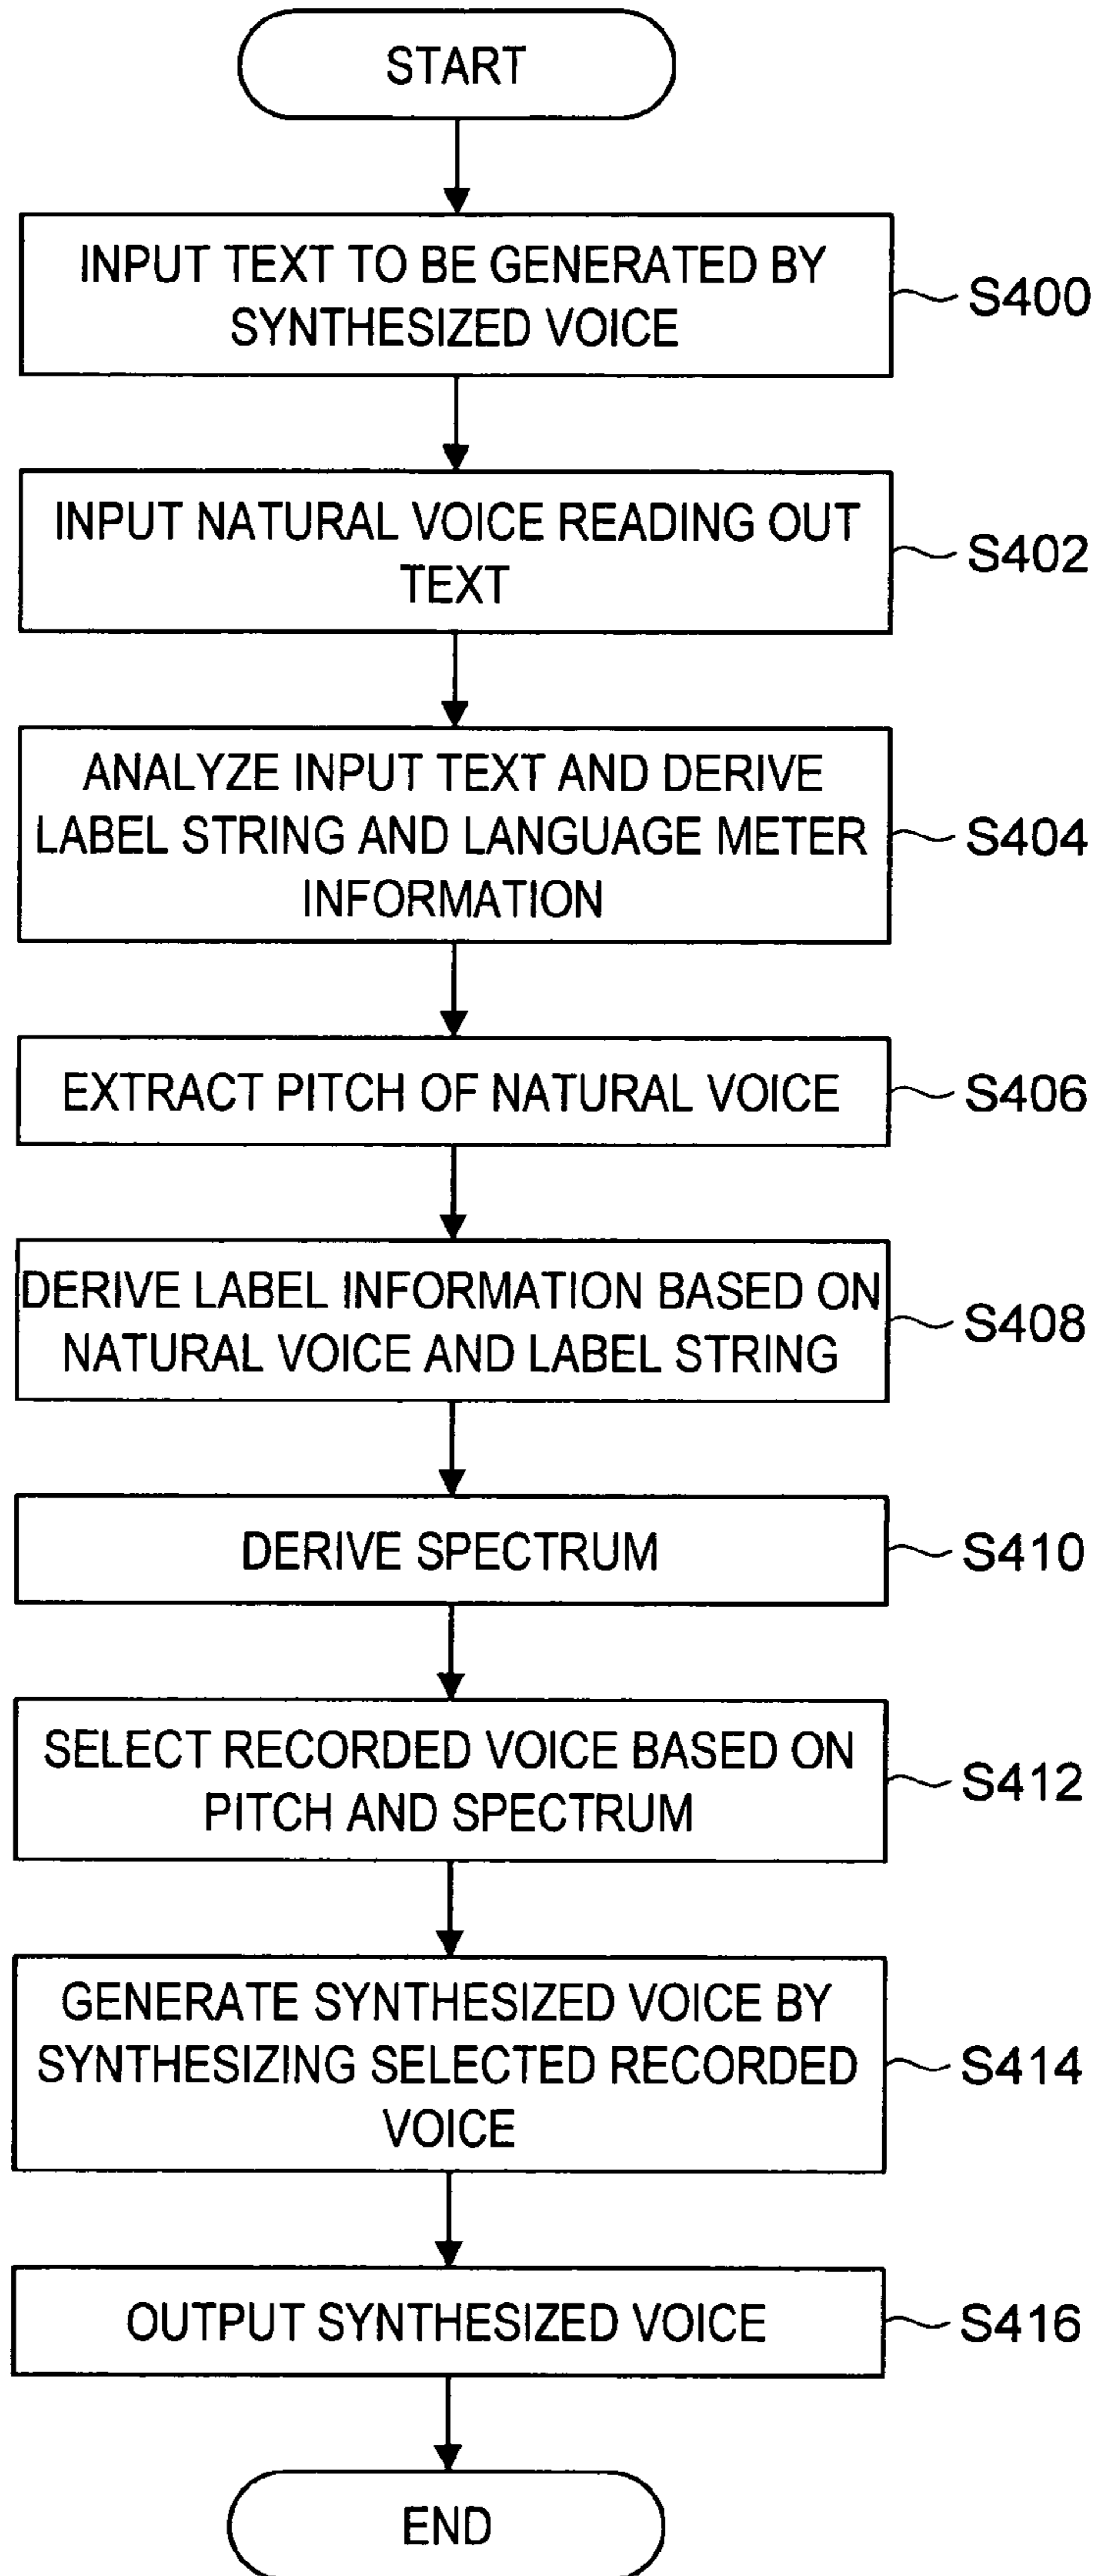 START
INPUT TEXT TO BE GENERATED BY
SYNTHESIZED VOICE
S400
INPUT NATURAL VOICE READING OUT
TEXT
S402
ANALYZE INPUT TEXT AND DERIVE
LABEL STRING AND LANGUAGE METER
INFORMATION
S404
EXTRACT PITCH OF NATURAL VOICE
S406
DERIVE LABEL INFORMATION BASED ON
NATURAL VOICE AND LABEL STRING
S408
DERIVE SPECTRUM
S410
SELECT RECORDED VOICE BASED ON
PITCH AND SPECTRUM
S412
GENERATE SYNTHESIZED VOICE BY
SYNTHESIZING SELECTED RECORDED
VOICE
S414
OUTPUT SYNTHESIZED VOICE
S416
END